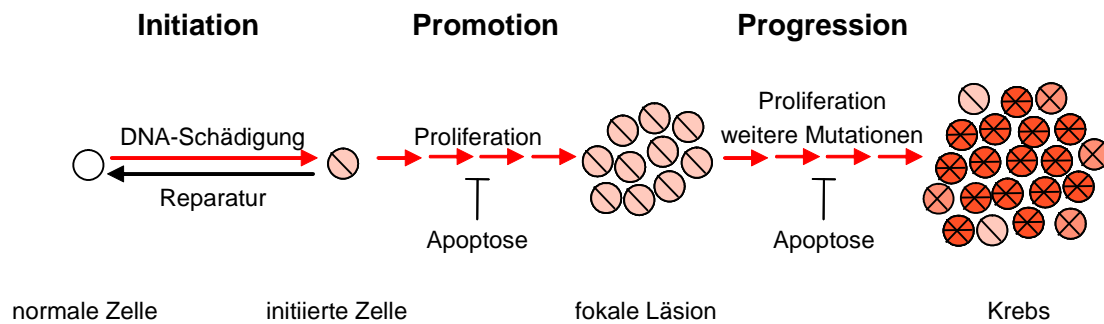 Initiation
Promotion
Progression
DNA-Schädigung
Reparatur
Proliferation
Apoptose
Proliferation
weitere Mutationen
Apoptose
normale Zelle
initiierte Zelle
fokale Läsion
Krebs